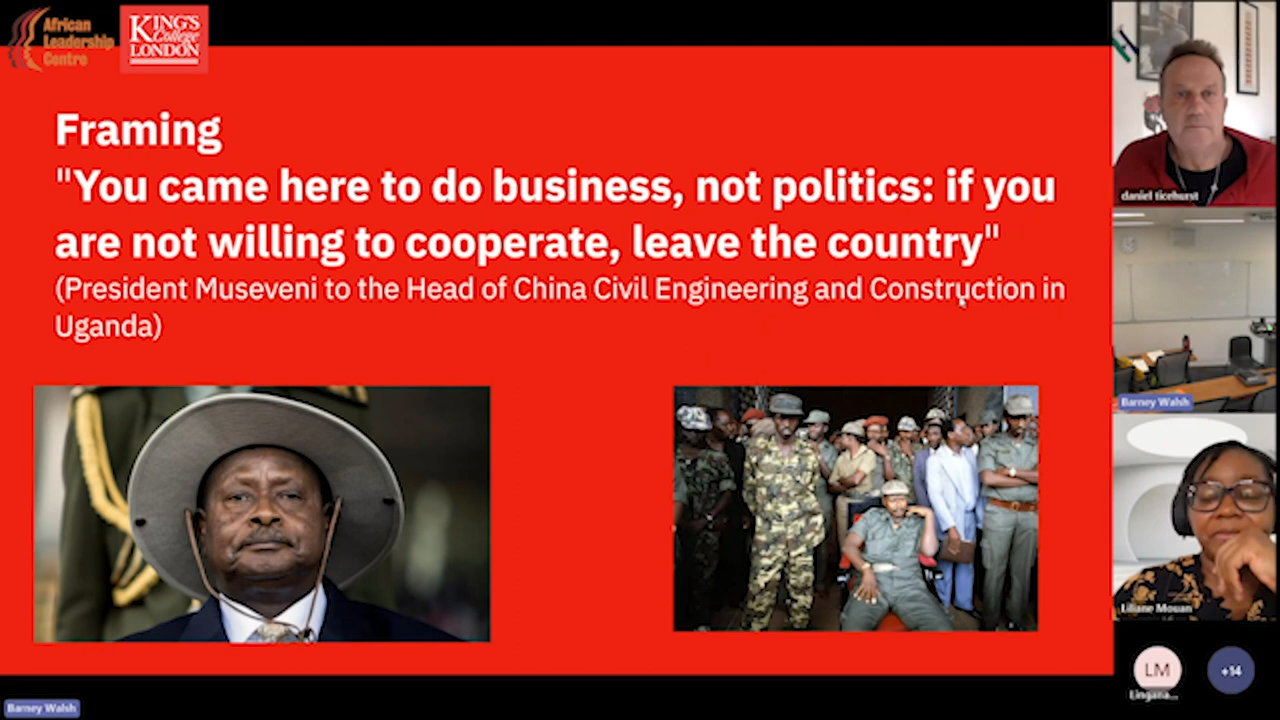 African
Leadership
Centre
KING'S
College
LONDON
Framing
"You came here to do business, not politics: if you
are not willing to cooperate, leave the country"
(President Museveni to the Head of China Civil Engineering and Construction in
Uganda)
daniel ticehurst
Barney Walsh
Liliane Mouan
LM
+14
Lingana...
Barney Walsh